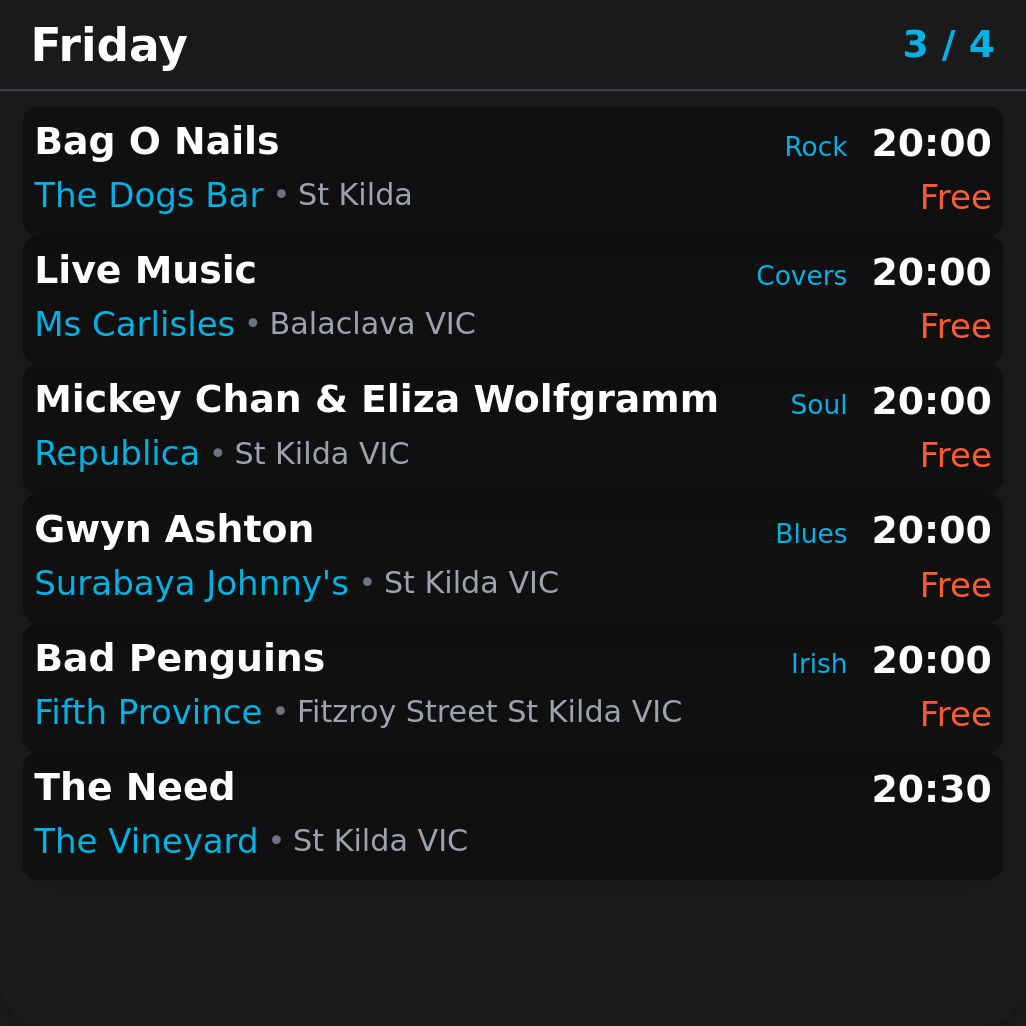 Friday 3 / 4
Bag O Nails Rock 20:00
The Dogs Bar • St Kilda Free
Live Music Covers 20:00
Ms Carlisles • Balaclava VIC Free
Mickey Chan & Eliza Wolfgramm Soul 20:00
Republica • St Kilda VIC Free
Gwyn Ashton Blues 20:00
Surabaya Johnny's • St Kilda VIC Free
Bad Penguins Irish 20:00
Fifth Province • Fitzroy Street St Kilda VIC Free
The Need 20:30
The Vineyard • St Kilda VIC